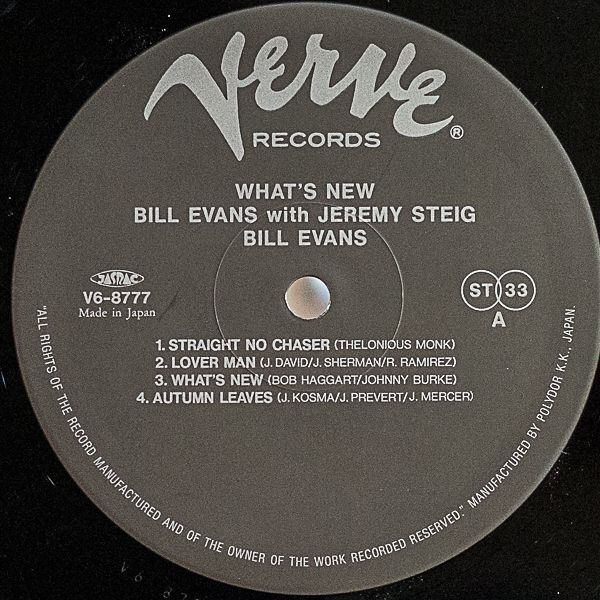 Verve
RECORDS
®
WHAT'S NEW
BILL EVANS with JEREMY STEIG
BILL EVANS
JASRAC
V6-8777
Made in Japan
ST 33
A
1. STRAIGHT NO CHASER (THELONIOUS MONK)
2. LOVER MAN (J. DAVID/J. SHERMAN/R. RAMIREZ)
3. WHAT'S NEW (BOB HAGGART/JOHNNY BURKE)
4. AUTUMN LEAVES (J. KOSMA/J. PREVERT/J. MERCER)
"ALL RIGHTS OF THE RECORD MANUFACTURED AND OF THE OWNER OF THE WORK RECORDED RESERVED." MANUFACTURED BY POLYDOR K.K., JAPAN.